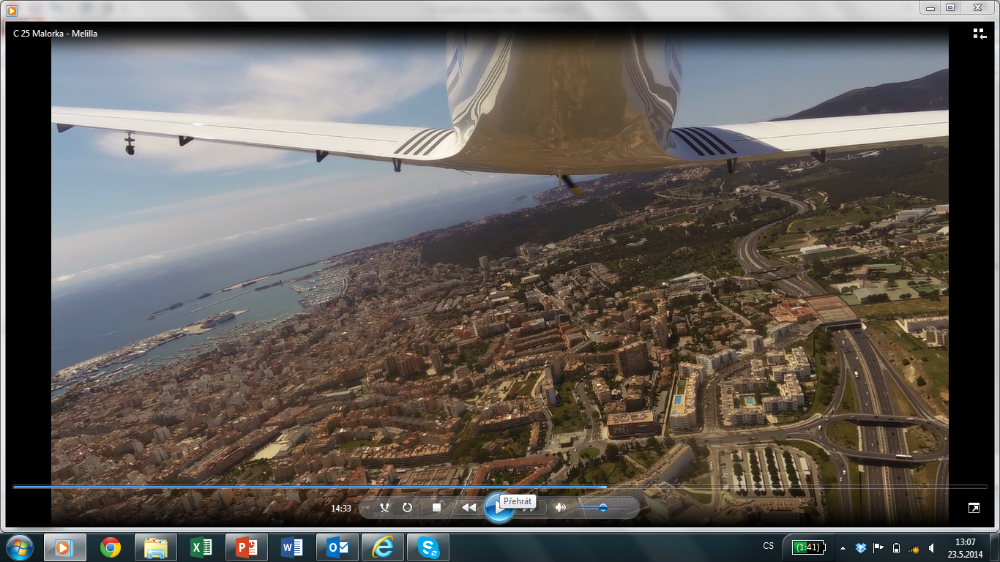 C 25 Malorka - Melilla
14:33
Přehrát
CS
(1:41)
13:07
23.5.2014